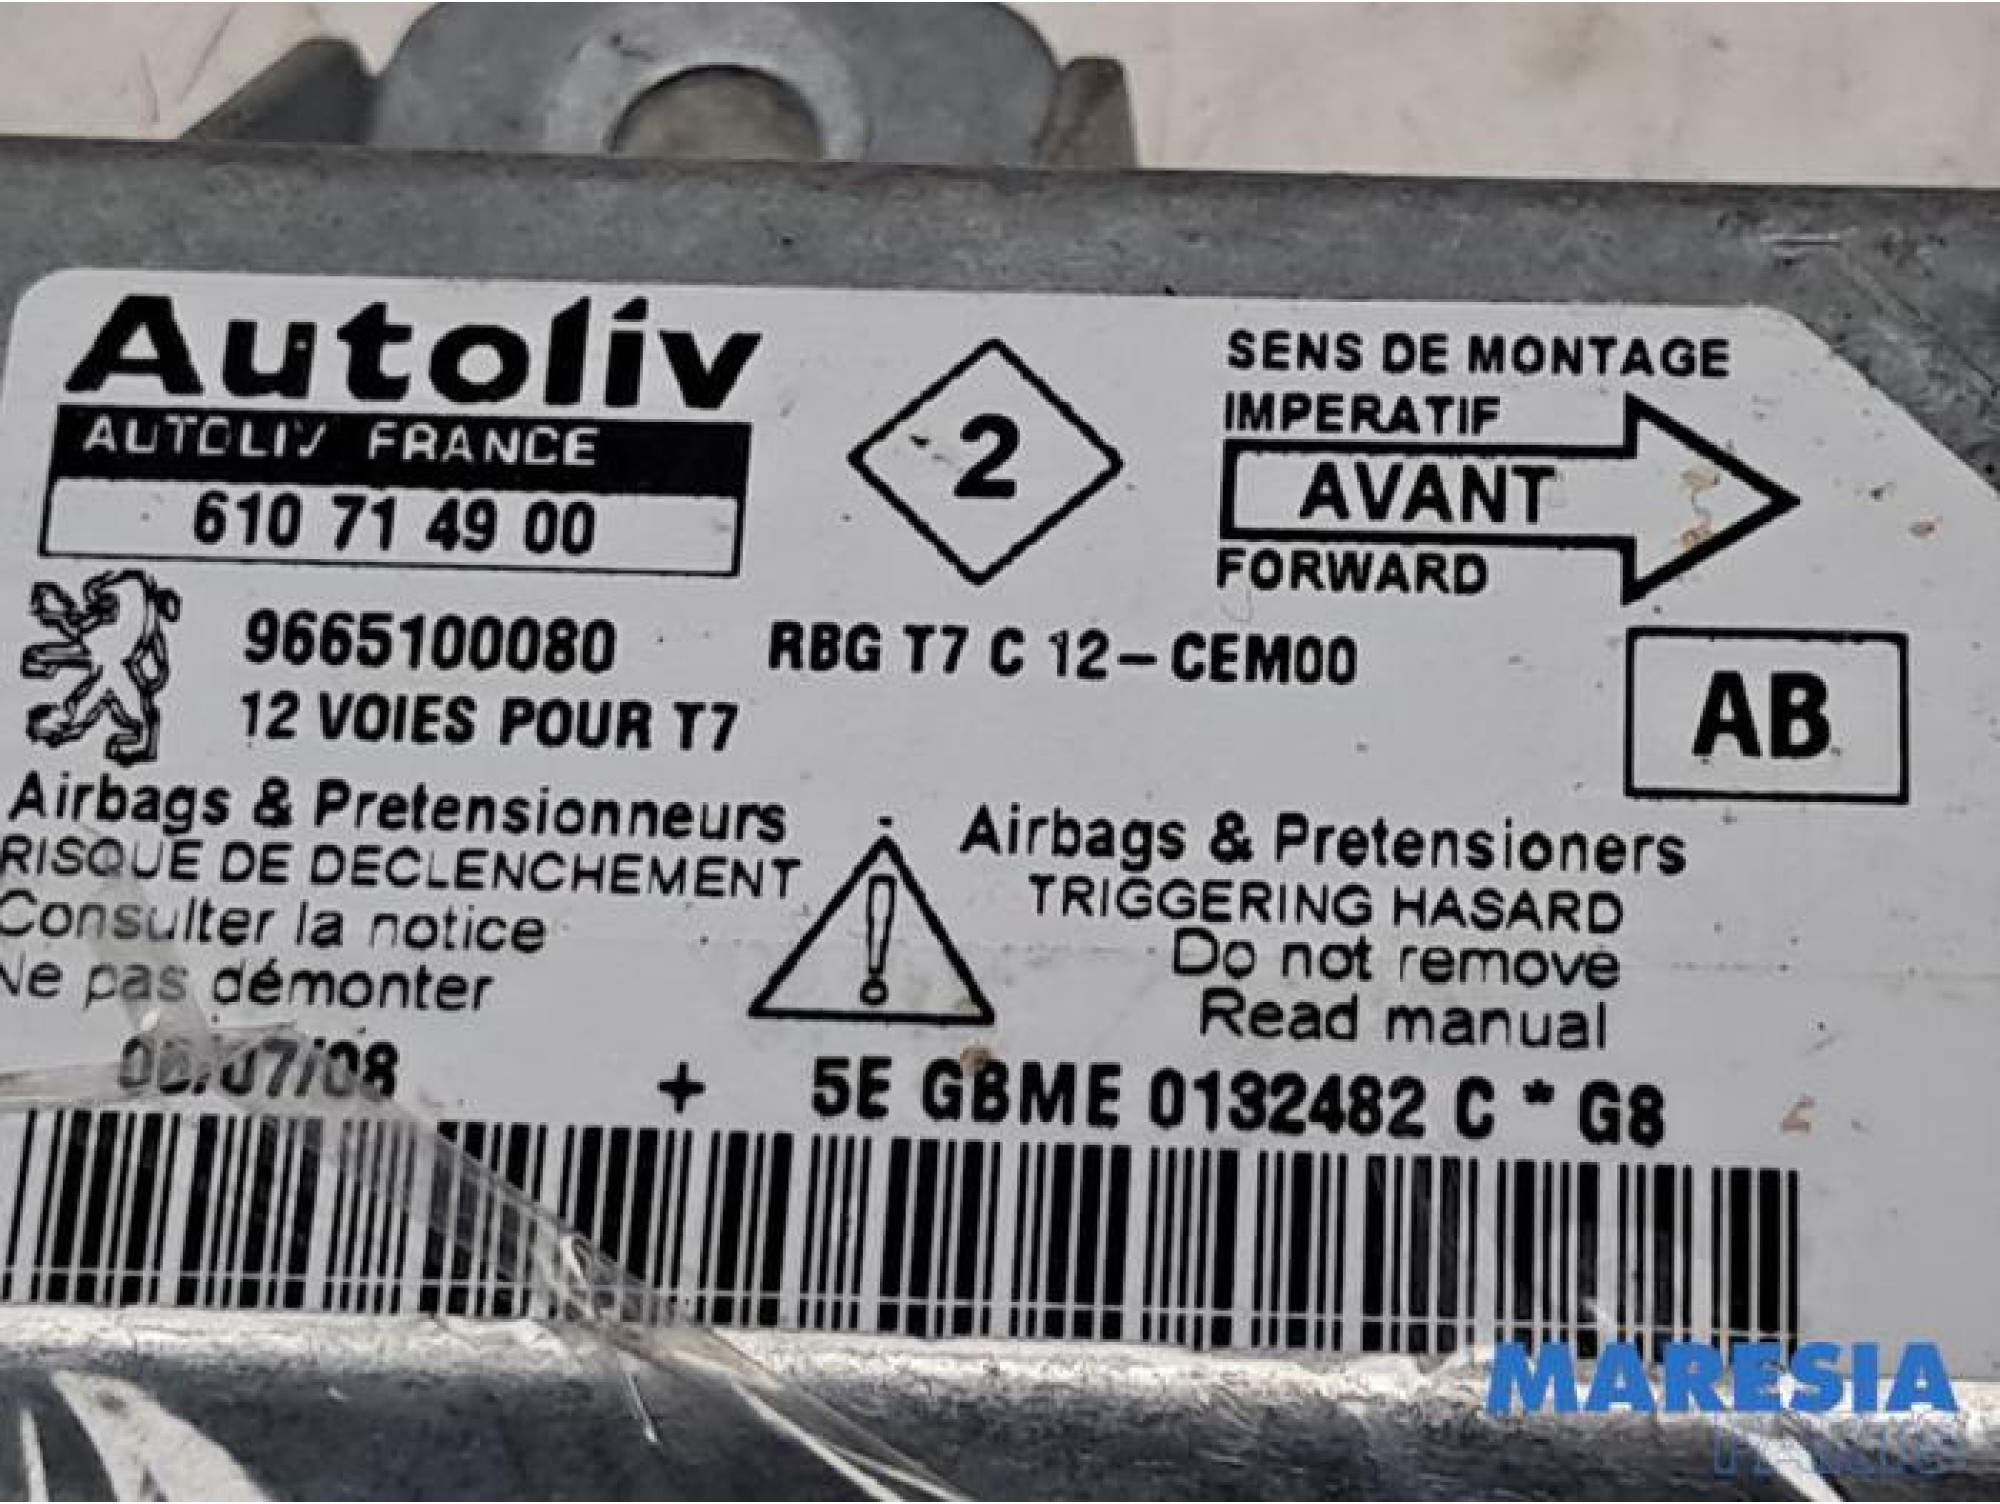 Autoliv
AUTOLIV FRANCE
610 71 49 00
2
SENS DE MONTAGE
IMPERATIF
AVANT
FORWARD
9665100080
RBG T7 C 12-CEM00
12 VOIES POUR T7
AB
Airbags & Pretensionneurs
RISQUE DE DECLENCHEMENT
Consulter la notice
Ne pas démonter
!
Airbags & Pretensioners
TRIGGERING HASARD
Do not remove
Read manual
+ 5E GBME 0132482 C * G8
MARESIA
PARTS